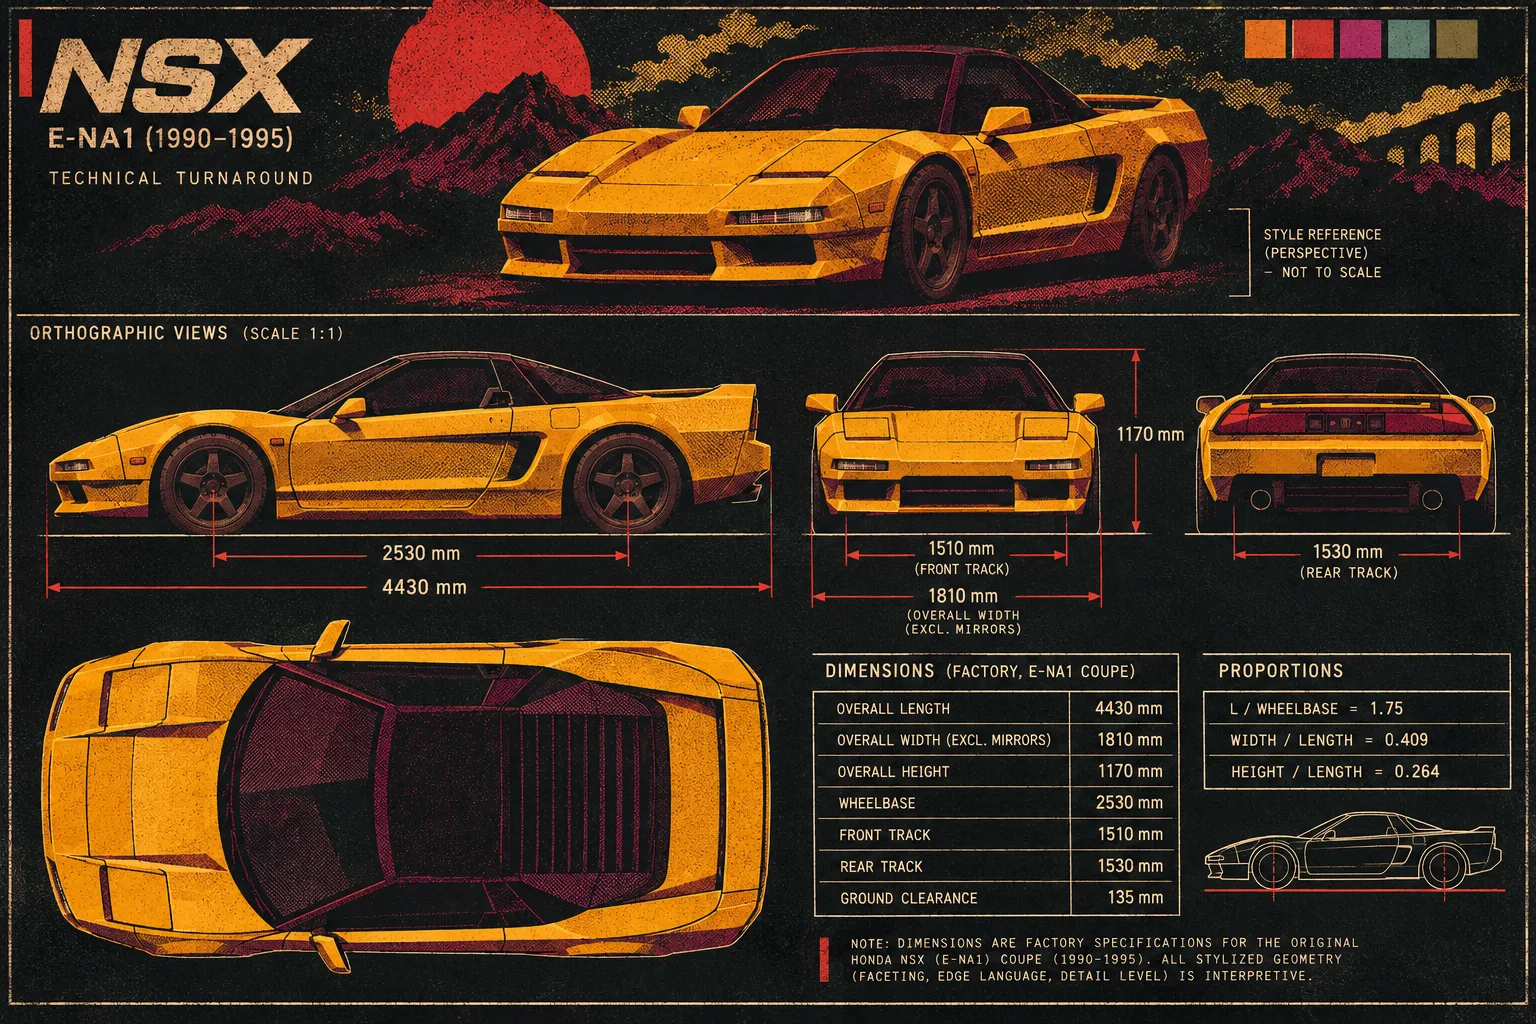 NSX
E-NA1 (1990-1995)
TECHNICAL TURNAROUND
STYLE REFERENCE
(PERSPECTIVE)
- NOT TO SCALE
ORTHOGRAPHIC VIEWS (SCALE 1:1)
2530 mm
4430 mm
1170 mm
1510 mm
(FRONT TRACK)
1810 mm
(OVERALL WIDTH
(EXCL. MIRRORS)
1530 mm
(REAR TRACK)
DIMENSIONS (FACTORY, E-NA1 COUPE)
OVERALL LENGTH 4430 mm
OVERALL WIDTH (EXCL. MIRRORS) 1810 mm
OVERALL HEIGHT 1170 mm
WHEELBASE 2530 mm
FRONT TRACK 1510 mm
REAR TRACK 1530 mm
GROUND CLEARANCE 135 mm
PROPORTIONS
L / WHEELBASE = 1.75
WIDTH / LENGTH = 0.409
HEIGHT / LENGTH = 0.264
NOTE: DIMENSIONS ARE FACTORY SPECIFICATIONS FOR THE ORIGINAL
HONDA NSX (E-NA1) COUPE (1990-1995). ALL STYLIZED GEOMETRY
(FACETING, EDGE LANGUAGE, DETAIL LEVEL) IS INTERPRETIVE.